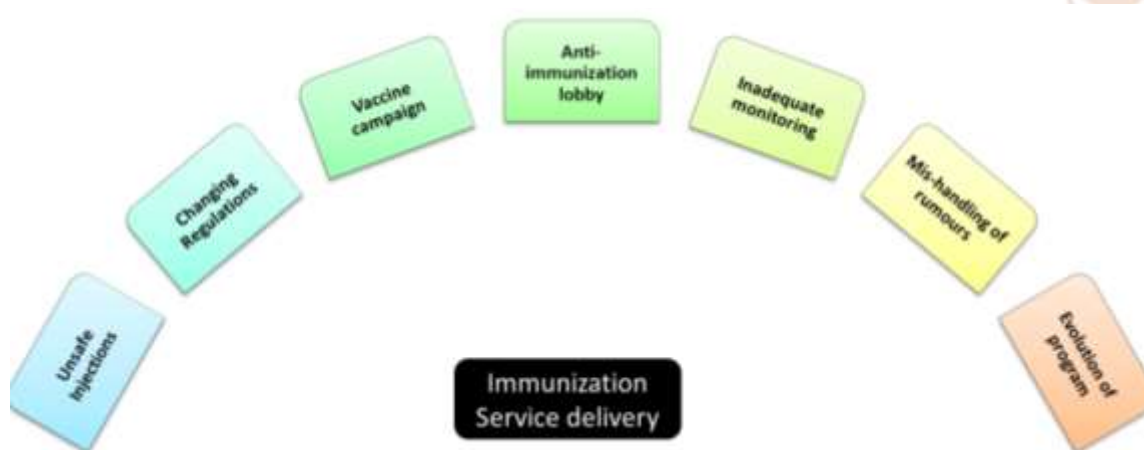 Unsafe
Injections
Changing
Regulations
Vaccine
campaign
Anti-
immunization
lobby
Inadequate
monitoring
Mis-handling of
rumours
Evolution of
program
Immunization
Service delivery